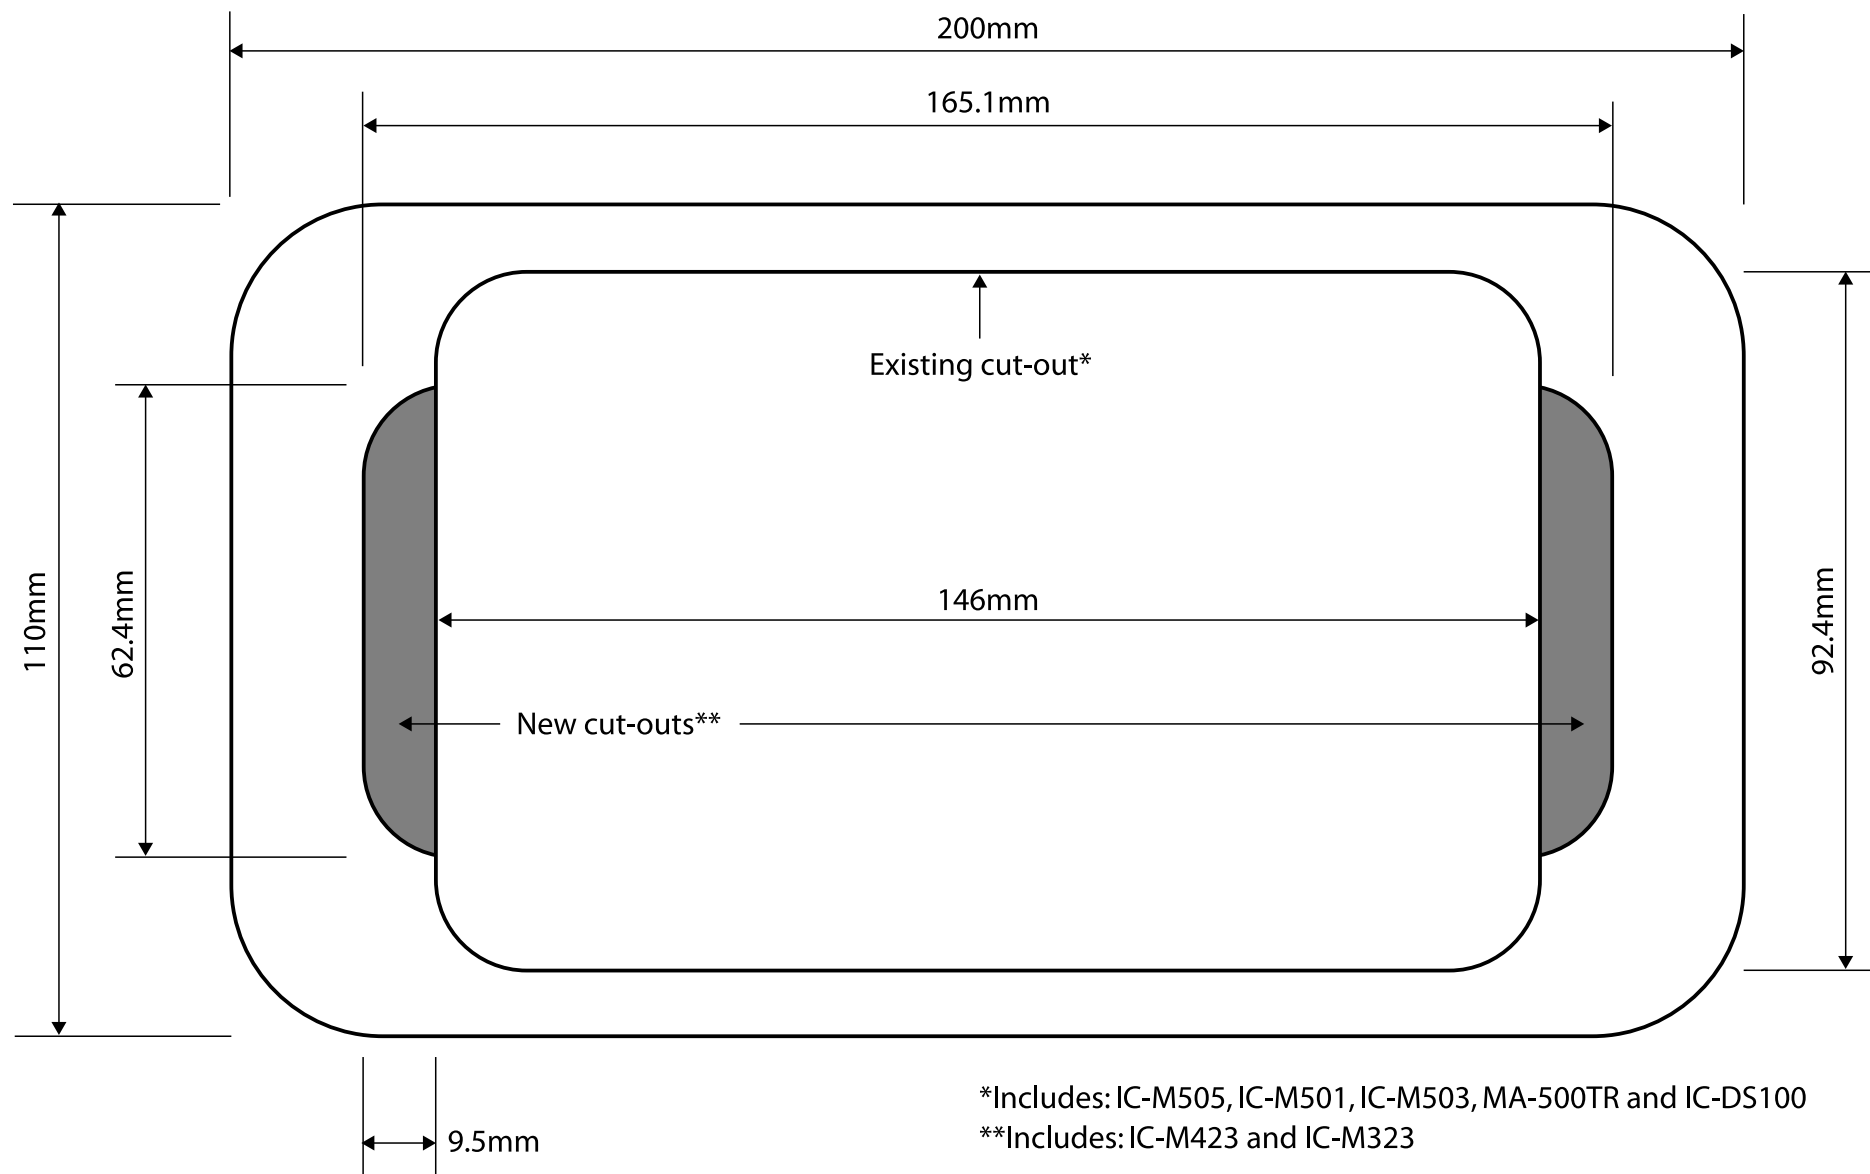 200mm
165.1mm
Existing cut-out*
110mm
62.4mm
146mm
92.4mm
New cut-outs**
*Includes: IC-M505, IC-M501, IC-M503, MA-500TR and IC-DS100
**Includes: IC-M423 and IC-M323
9.5mm